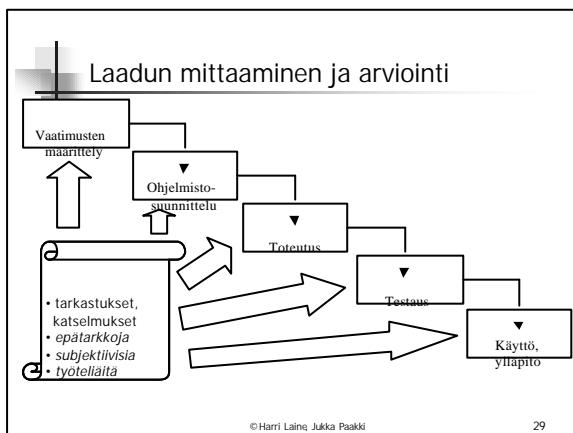 Laadun mittaaminen ja arviointi
Vaatimusten
määrittely
Ohjelmisto-
suunnittelu
Toteutus
Testaus
Käyttö,
ylläpito
• tarkastukset,
katselmukset
• epätarkkoja
• subjektiivisia
• työteliäitä
©Harri Laine, Jukka Paakki
29